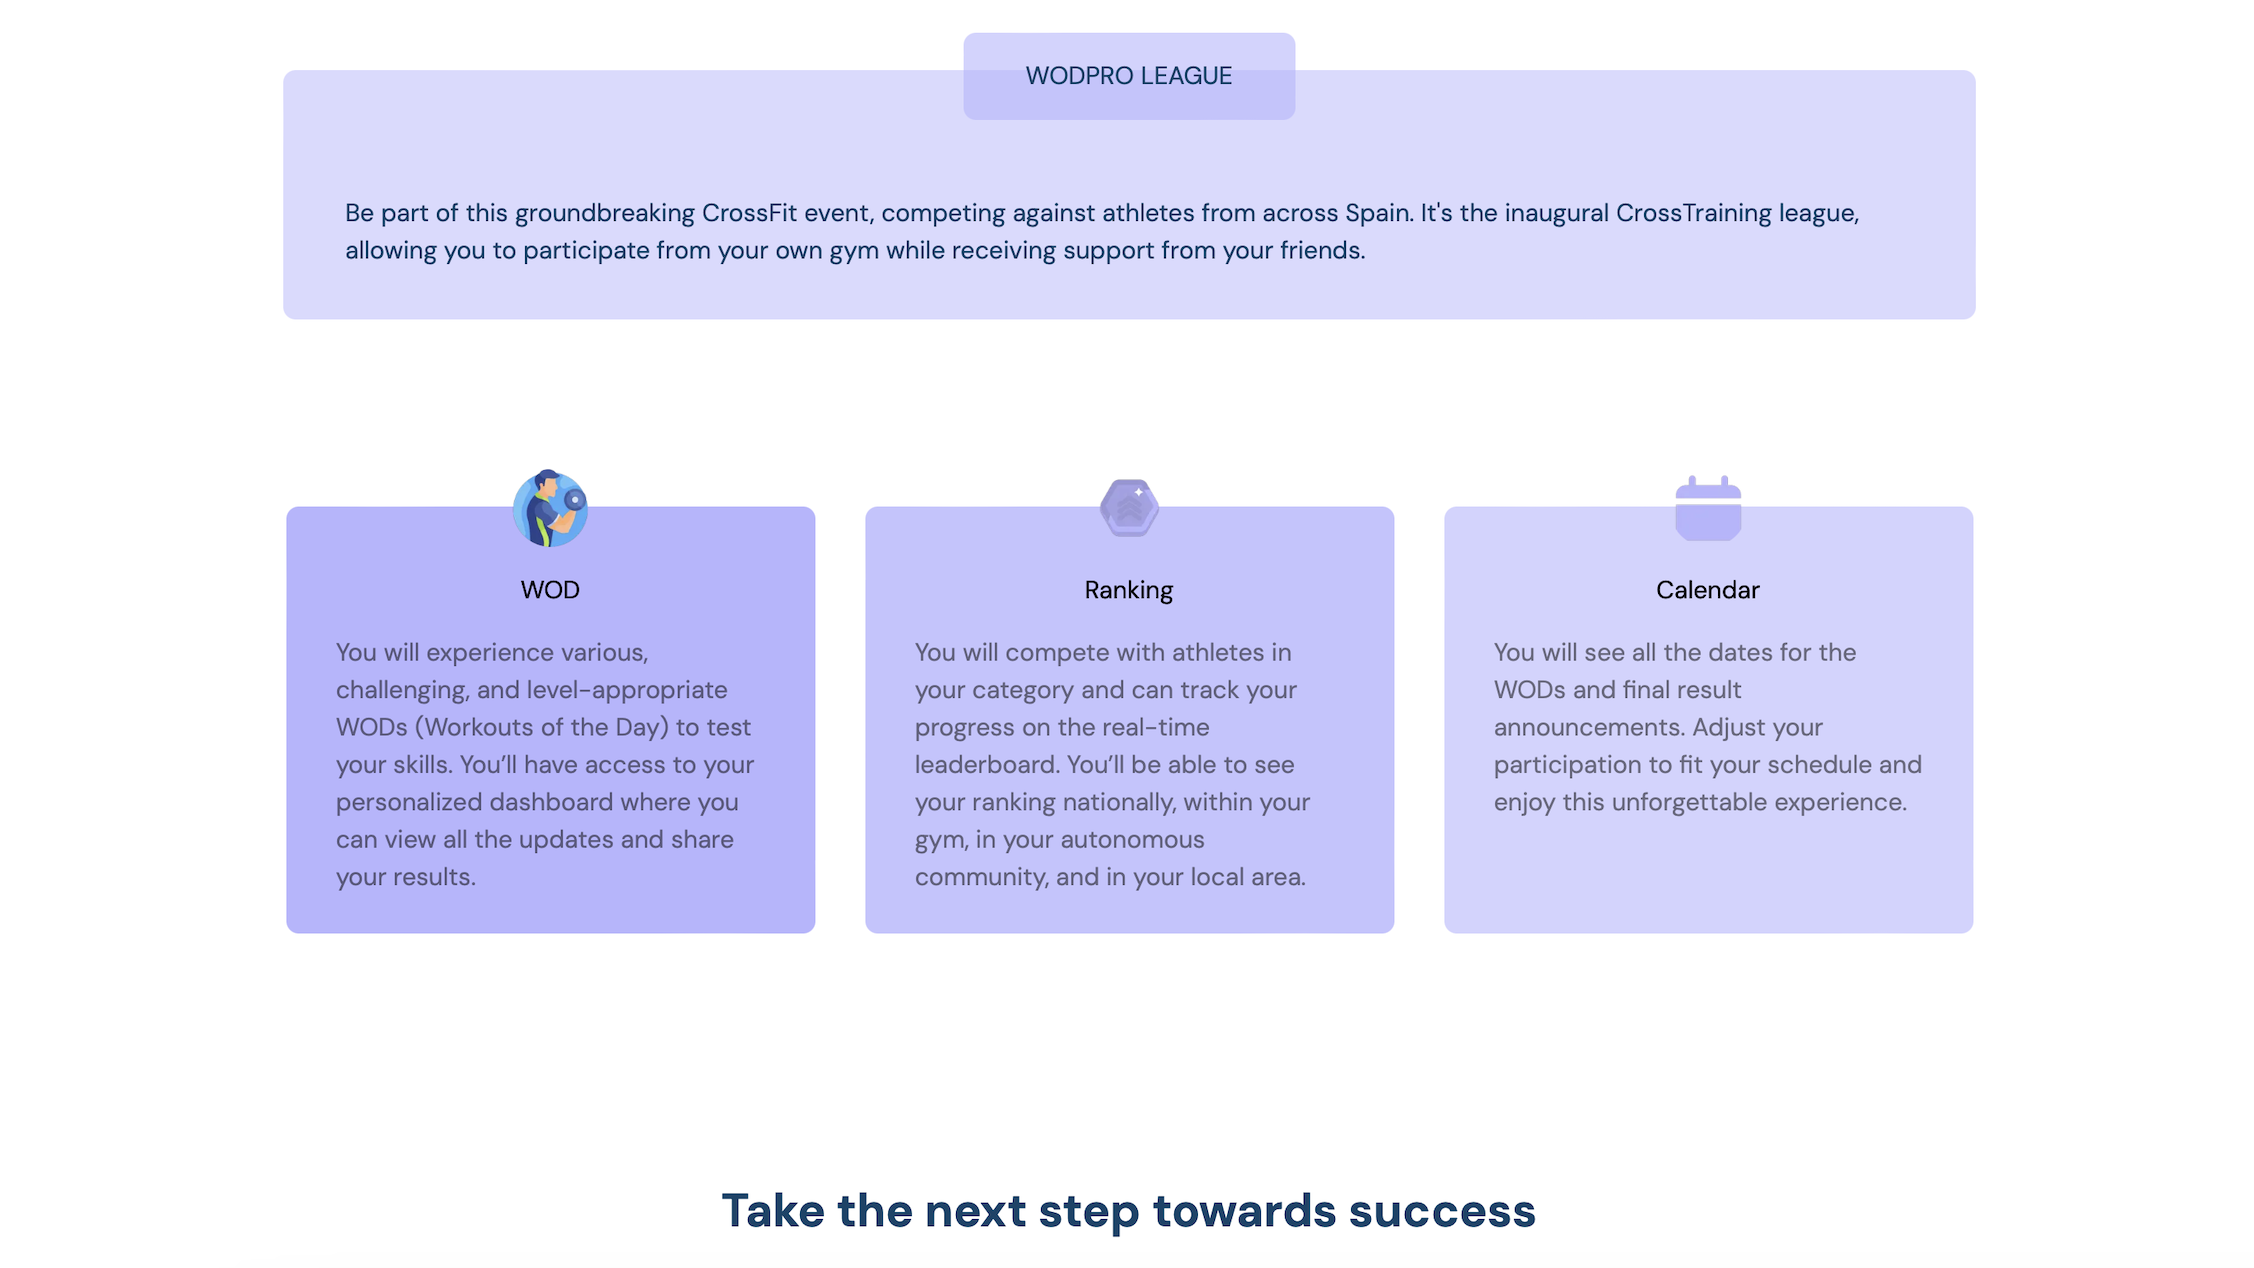 WODPRO LEAGUE
Be part of this groundbreaking CrossFit event, competing against athletes from across Spain. It's the inaugural CrossTraining league,
allowing you to participate from your own gym while receiving support from your friends.
WOD
You will experience various,
challenging, and level-appropriate
WODs (Workouts of the Day) to test
your skills. You’ll have access to your
personalized dashboard where you
can view all the updates and share
your results.
Ranking
You will compete with athletes in
your category and can track your
progress on the real-time
leaderboard. You’ll be able to see
your ranking nationally, within your
gym, in your autonomous
community, and in your local area.
Calendar
You will see all the dates for the
WODs and final result
announcements. Adjust your
participation to fit your schedule and
enjoy this unforgettable experience.
Take the next step towards success